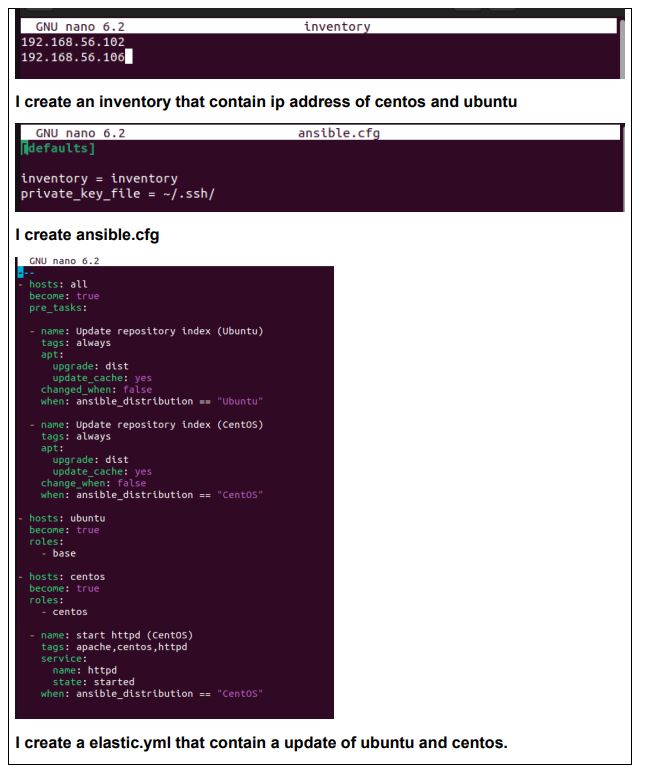 GNU nano 6.2 inventory
192.168.56.102
192.168.56.106
I create an inventory that contain ip address of centos and ubuntu
GNU nano 6.2 ansible.cfg
[defaults]
inventory = inventory
private_key_file = ~/.ssh/
I create ansible.cfg
GNU nano 6.2
---
- hosts: all
become: true
pre_tasks:
- name: Update repository index (Ubuntu)
tags: always
apt:
upgrade: dist
update_cache: yes
changed_when: false
when: ansible_distribution == "Ubuntu"
- name: Update repository index (CentOS)
tags: always
apt:
upgrade: dist
update_cache: yes
change_when: false
when: ansible_distribution == "CentOS"
- hosts: ubuntu
become: true
roles:
- base
- hosts: centos
become: true
roles:
- centos
- name: start httpd (CentOS)
tags: apache,centos,httpd
service:
name: httpd
state: started
when: ansible_distribution == "CentOS"
I create a elastic.yml that contain a update of ubuntu and centos.